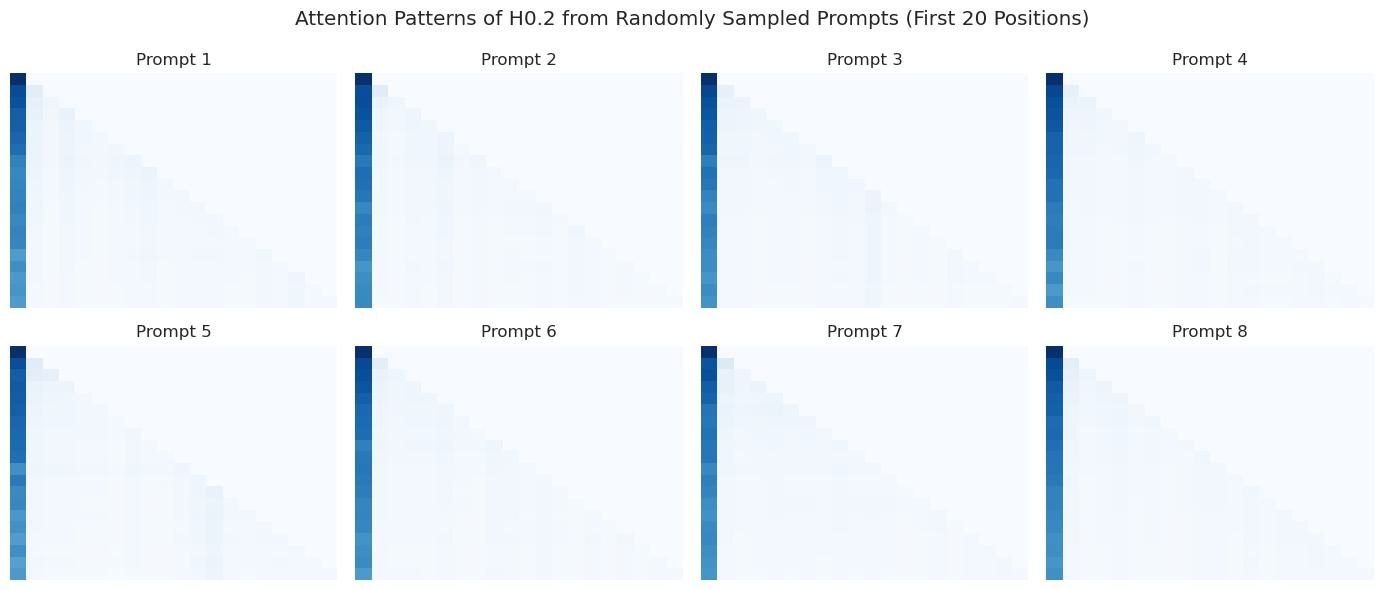 Attention Patterns of H0.2 from Randomly Sampled Prompts (First 20 Positions)
Prompt 1
Prompt 2
Prompt 3
Prompt 4
Prompt 5
Prompt 6
Prompt 7
Prompt 8